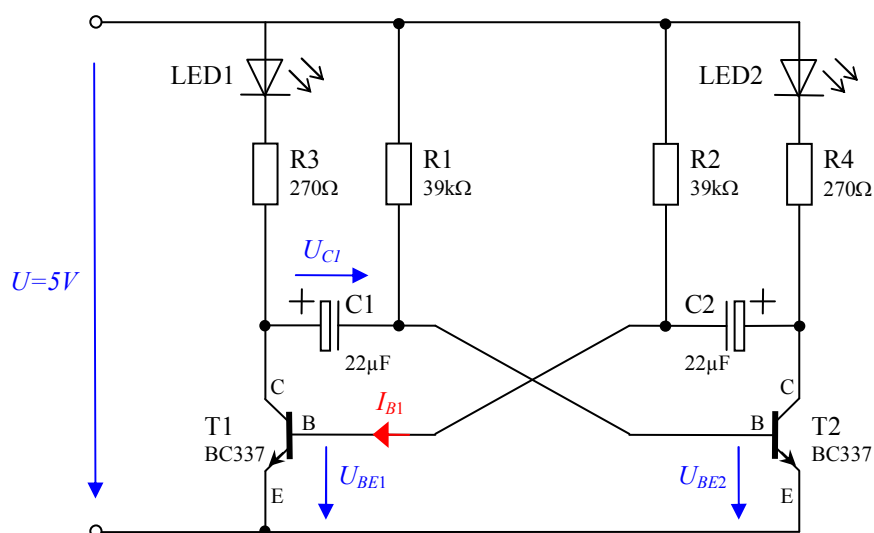 LED1
LED2
R3
270Ω
R1
39kΩ
R2
39kΩ
R4
270Ω
U=5V
UC1
+
C1
22µF
C2
+
22µF
C
C
T1
BC337
B
IB1
B
T2
BC337
E
UBE1
UBE2
E